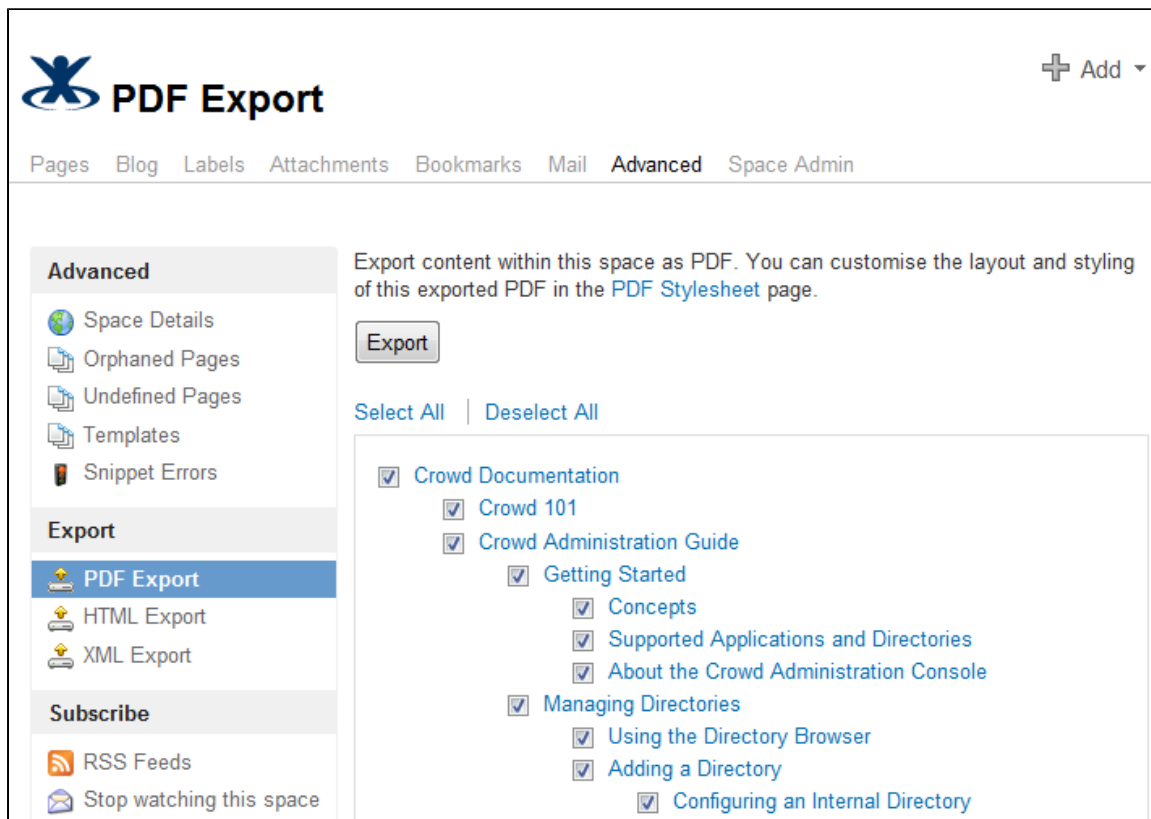 Add
PDF Export
Pages Blog Labels Attachments Bookmarks Mail Advanced Space Admin
Advanced
Space Details
Orphaned Pages
Undefined Pages
Templates
Snippet Errors
Export
PDF Export
HTML Export
XML Export
Subscribe
RSS Feeds
Stop watching this space
Export content within this space as PDF. You can customise the layout and styling
of this exported PDF in the PDF Stylesheet page.
Export
Select All Deselect All
Crowd Documentation
Crowd 101
Crowd Administration Guide
Getting Started
Concepts
Supported Applications and Directories
About the Crowd Administration Console
Managing Directories
Using the Directory Browser
Adding a Directory
Configuring an Internal Directory